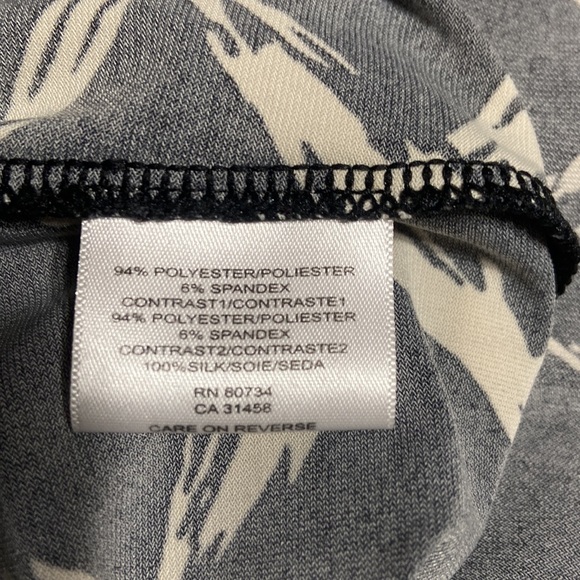 94% POLYESTER/POLIESTER
6% SPANDEX
CONTRAST1/CONTRASTE1
94% POLYESTER/POLIESTER
6% SPANDEX
CONTRAST2/CONTRASTE2
100%SILK/SOIE/SEDA
RN 80734
CA 31458
CARE ON REVERSE